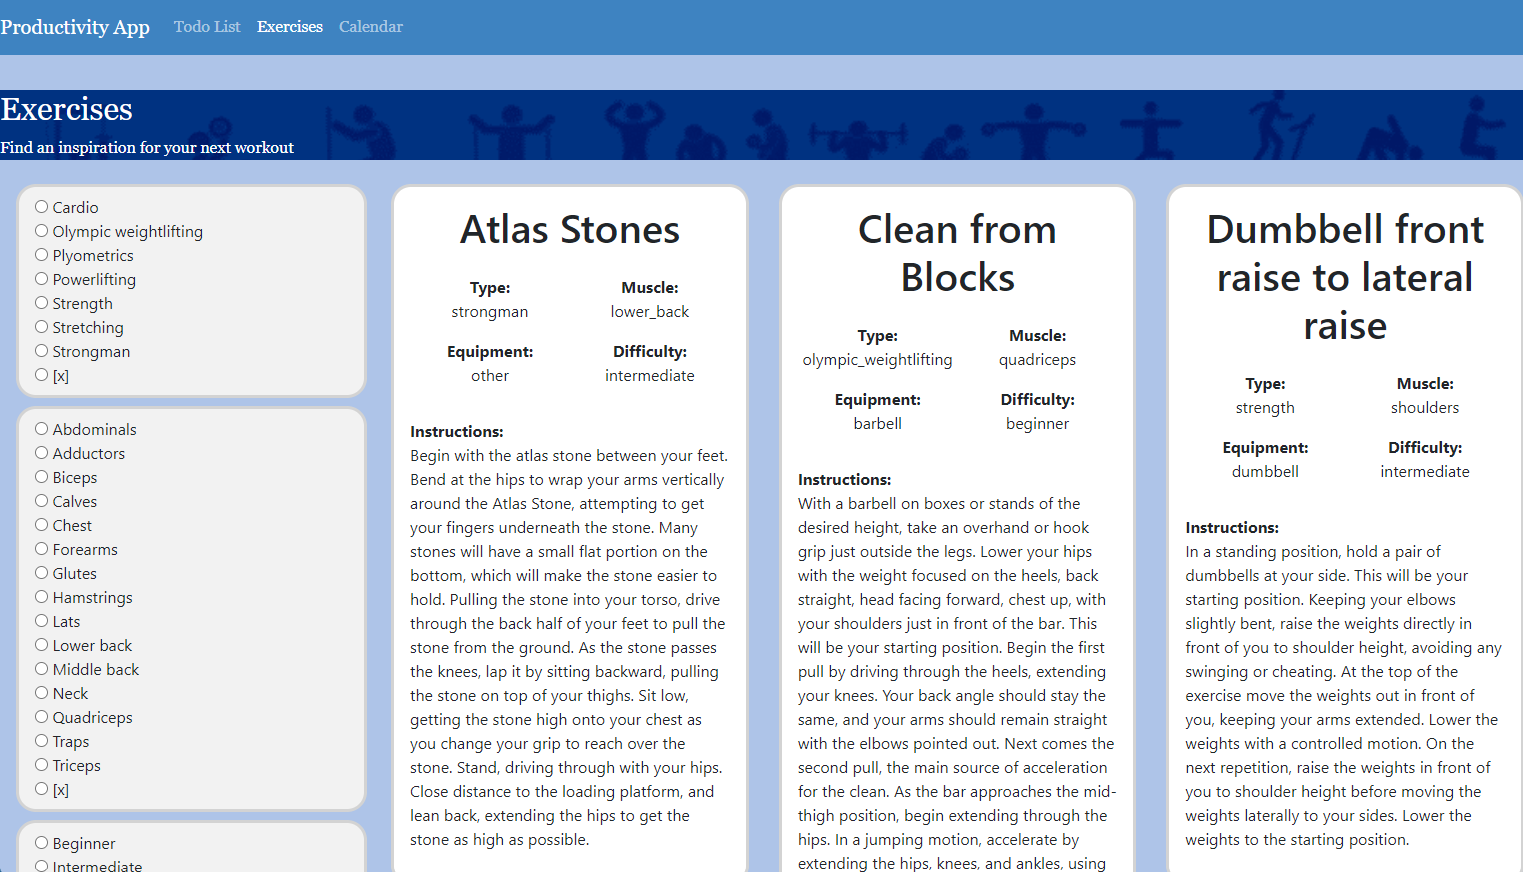 Productivity App Todo List Exercises Calendar
Exercises
Find an inspiration for your next workout
Cardio
Olympic weightlifting
Plyometrics
Powerlifting
Strength
Stretching
Strongman
[x]
Abdominals
Adductors
Biceps
Calves
Chest
Forearms
Glutes
Hamstrings
Lats
Lower back
Middle back
Neck
Quadriceps
Traps
Triceps
[x]
Beginner
Intermediate
Atlas Stones
Type: Muscle:
strongman lower_back
Equipment: Difficulty:
other intermediate
Instructions:
Begin with the atlas stone between your feet.
Bend at the hips to wrap your arms vertically
around the Atlas Stone, attempting to get
your fingers underneath the stone. Many
stones will have a small flat portion on the
bottom, which will make the stone easier to
hold. Pulling the stone into your torso, drive
through the back half of your feet to pull the
stone from the ground. As the stone passes
the knees, lap it by sitting backward, pulling
the stone on top of your thighs. Sit low,
getting the stone high onto your chest as
you change your grip to reach over the
stone. Stand, driving through with your hips.
Close distance to the loading platform, and
lean back, extending the hips to get the
stone as high as possible.
Clean from
Blocks
Type: Muscle:
olympic_weightlifting quadriceps
Equipment: Difficulty:
barbell beginner
Instructions:
With a barbell on boxes or stands of the
desired height, take an overhand or hook
grip just outside the legs. Lower your hips
with the weight focused on the heels, back
straight, head facing forward, chest up, with
your shoulders just in front of the bar. This
will be your starting position. Begin the first
pull by driving through the heels, extending
your knees. Your back angle should stay the
same, and your arms should remain straight
with the elbows pointed out. Next comes the
second pull, the main source of acceleration
for the clean. As the bar approaches the mid-
thigh position, begin extending through the
hips. In a jumping motion, accelerate by
extending the hips, knees, and ankles, using
Dumbbell front
raise to lateral
raise
Type: Muscle:
strength shoulders
Equipment: Difficulty:
dumbbell intermediate
Instructions:
In a standing position, hold a pair of
dumbbells at your side. This will be your
starting position. Keeping your elbows
slightly bent, raise the weights directly in
front of you to shoulder height, avoiding any
swinging or cheating. At the top of the
exercise move the weights out in front of
you, keeping your arms extended. Lower the
weights with a controlled motion. On the
next repetition, raise the weights in front of
you to shoulder height before moving the
weights laterally to your sides. Lower the
weights to the starting position.